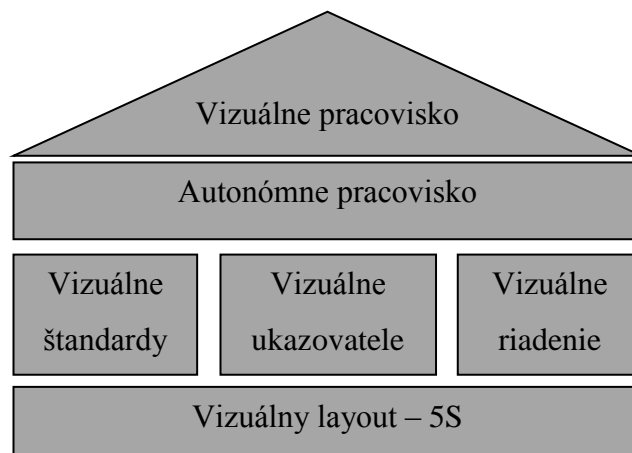 Vizuálne pracovisko
Autonómne pracovisko
Vizuálne
štandardy
Vizuálne
ukazovatele
Vizuálne
riadenie
Vizuálny layout – 5S